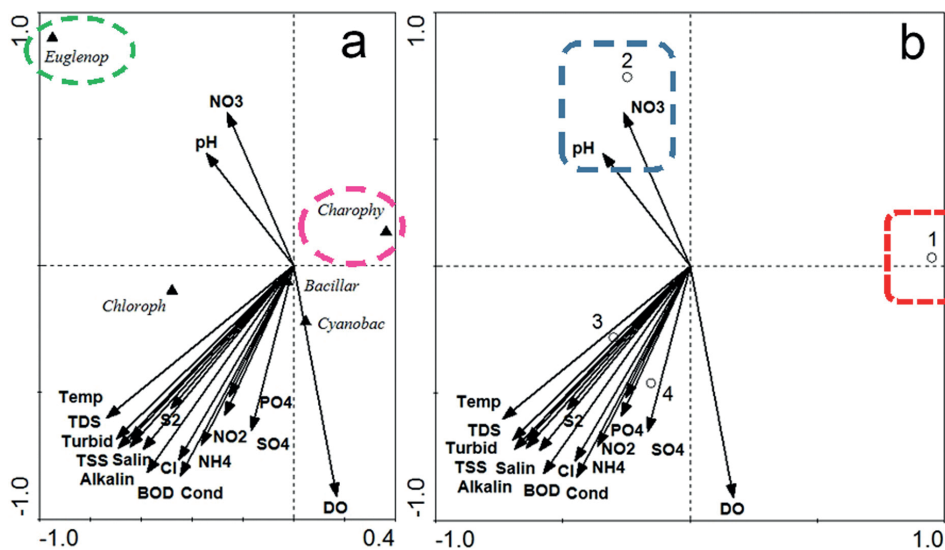 a
1.0
Euglenop
NO3
pH
Charophy
Chloroph
Bacillar
Cyanobac
Temp
TDS
Turbid
TSS Salin
Alkalin
S2
Cl
BOD Cond
NH4
NO2
PO4
SO4
DO
-1.0
-1.0
0.4
b
2
NO3
pH
1
3
4
Temp
TDS
Turbid
TSS Salin
Alkalin
S2
Cl
BOD Cond
NH4
NO2
PO4
SO4
DO
-1.0
-1.0
1.0
1.0